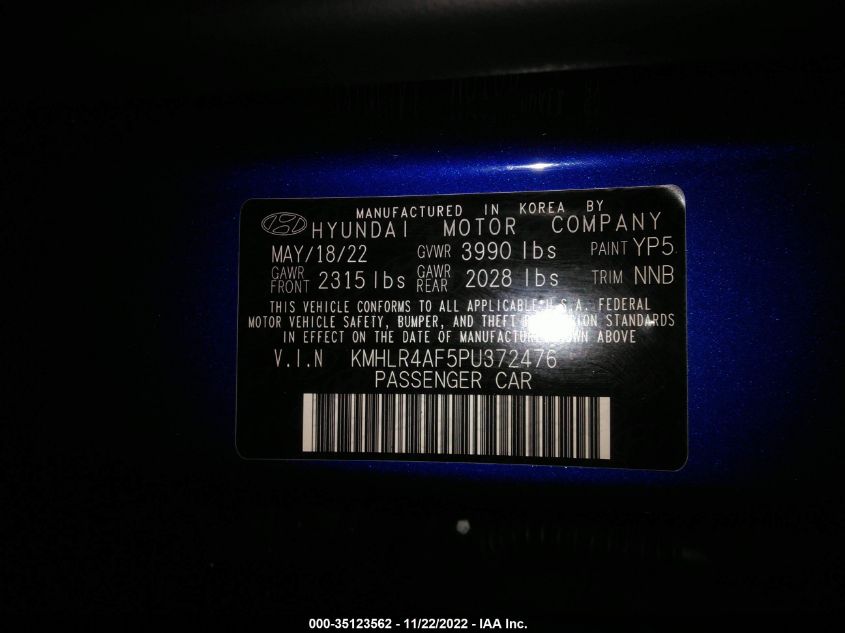 MANUFACTURED IN KOREA BY
HYUNDAI MOTOR COMPANY
MAY/18/22 GVWR 3990 lbs PAINT YP5
GAWR FRONT 2315 lbs GAWR REAR 2028 lbs TRIM NNB
THIS VEHICLE CONFORMS TO ALL APPLICABLE U.S.A. FEDERAL
MOTOR VEHICLE SAFETY, BUMPER, AND THEFT STANDARDS
IN EFFECT ON THE DATE OF MANUFACTURE SHOWN ABOVE
V.I.N KMHLR4AF5PU372476
PASSENGER CAR
000-35123562 - 11/22/2022 - IAA Inc.